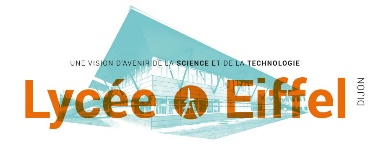 UNE VISION D'AVENIR DE LA SCIENCE ET DE LA TECHNOLOGIE
Lycée Eiffel
DIJON